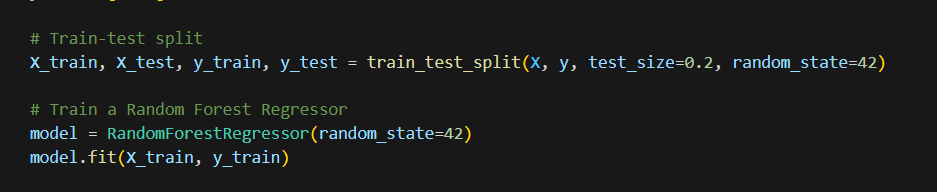 # Train-test split
X_train, X_test, y_train, y_test = train_test_split(X, y, test_size=0.2, random_state=42)
# Train a Random Forest Regressor
model = RandomForestRegressor(random_state=42)
model.fit(X_train, y_train)